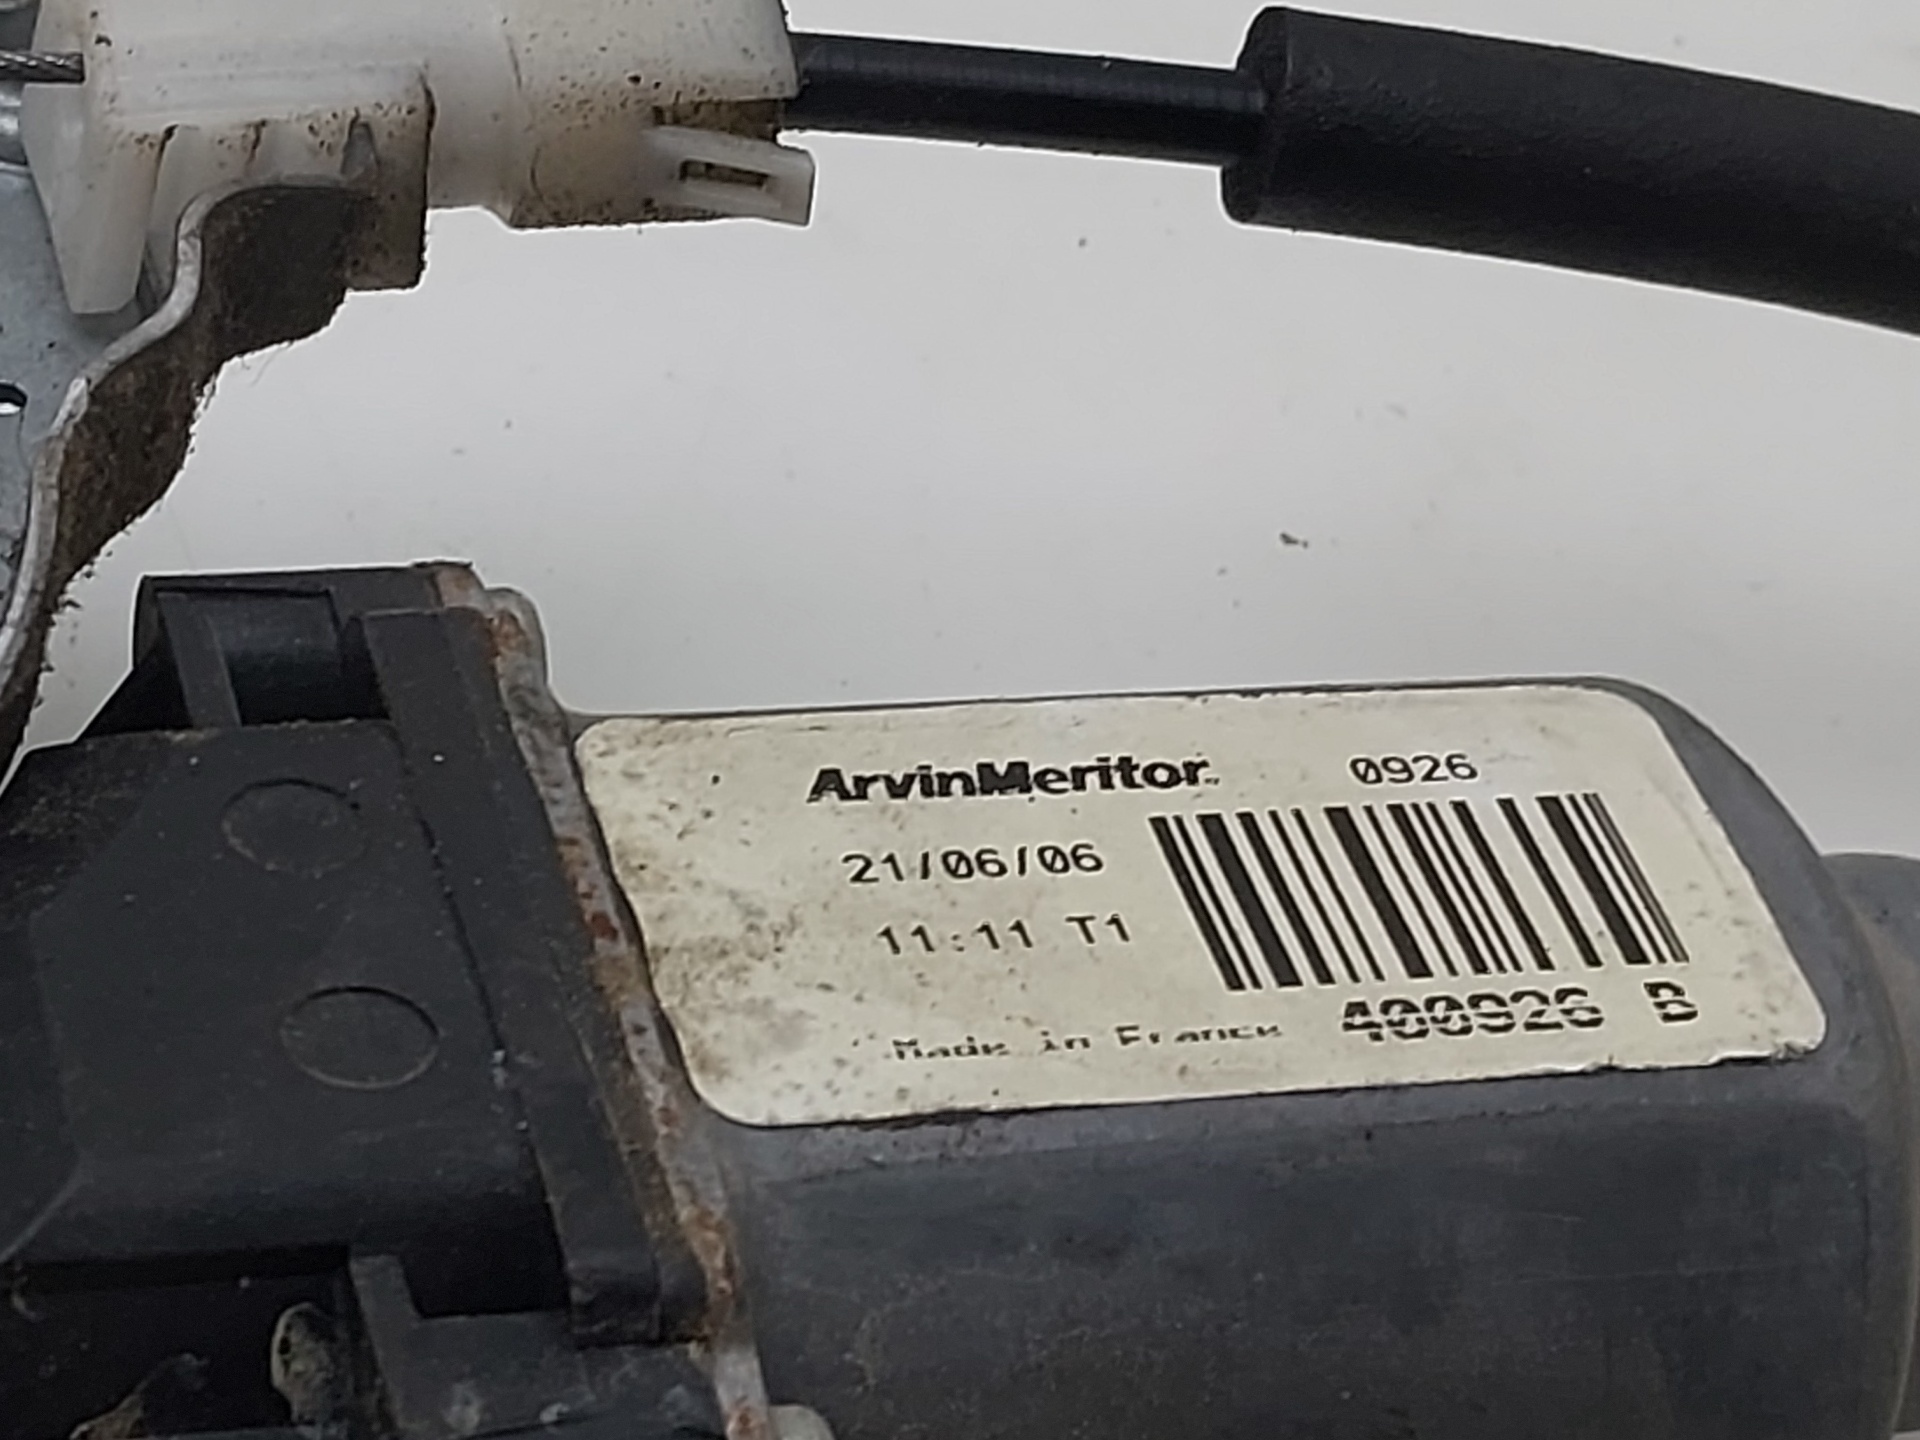 ArvinMeritor 0926
21/06/06
11:11 T1
Made in France 400926 B